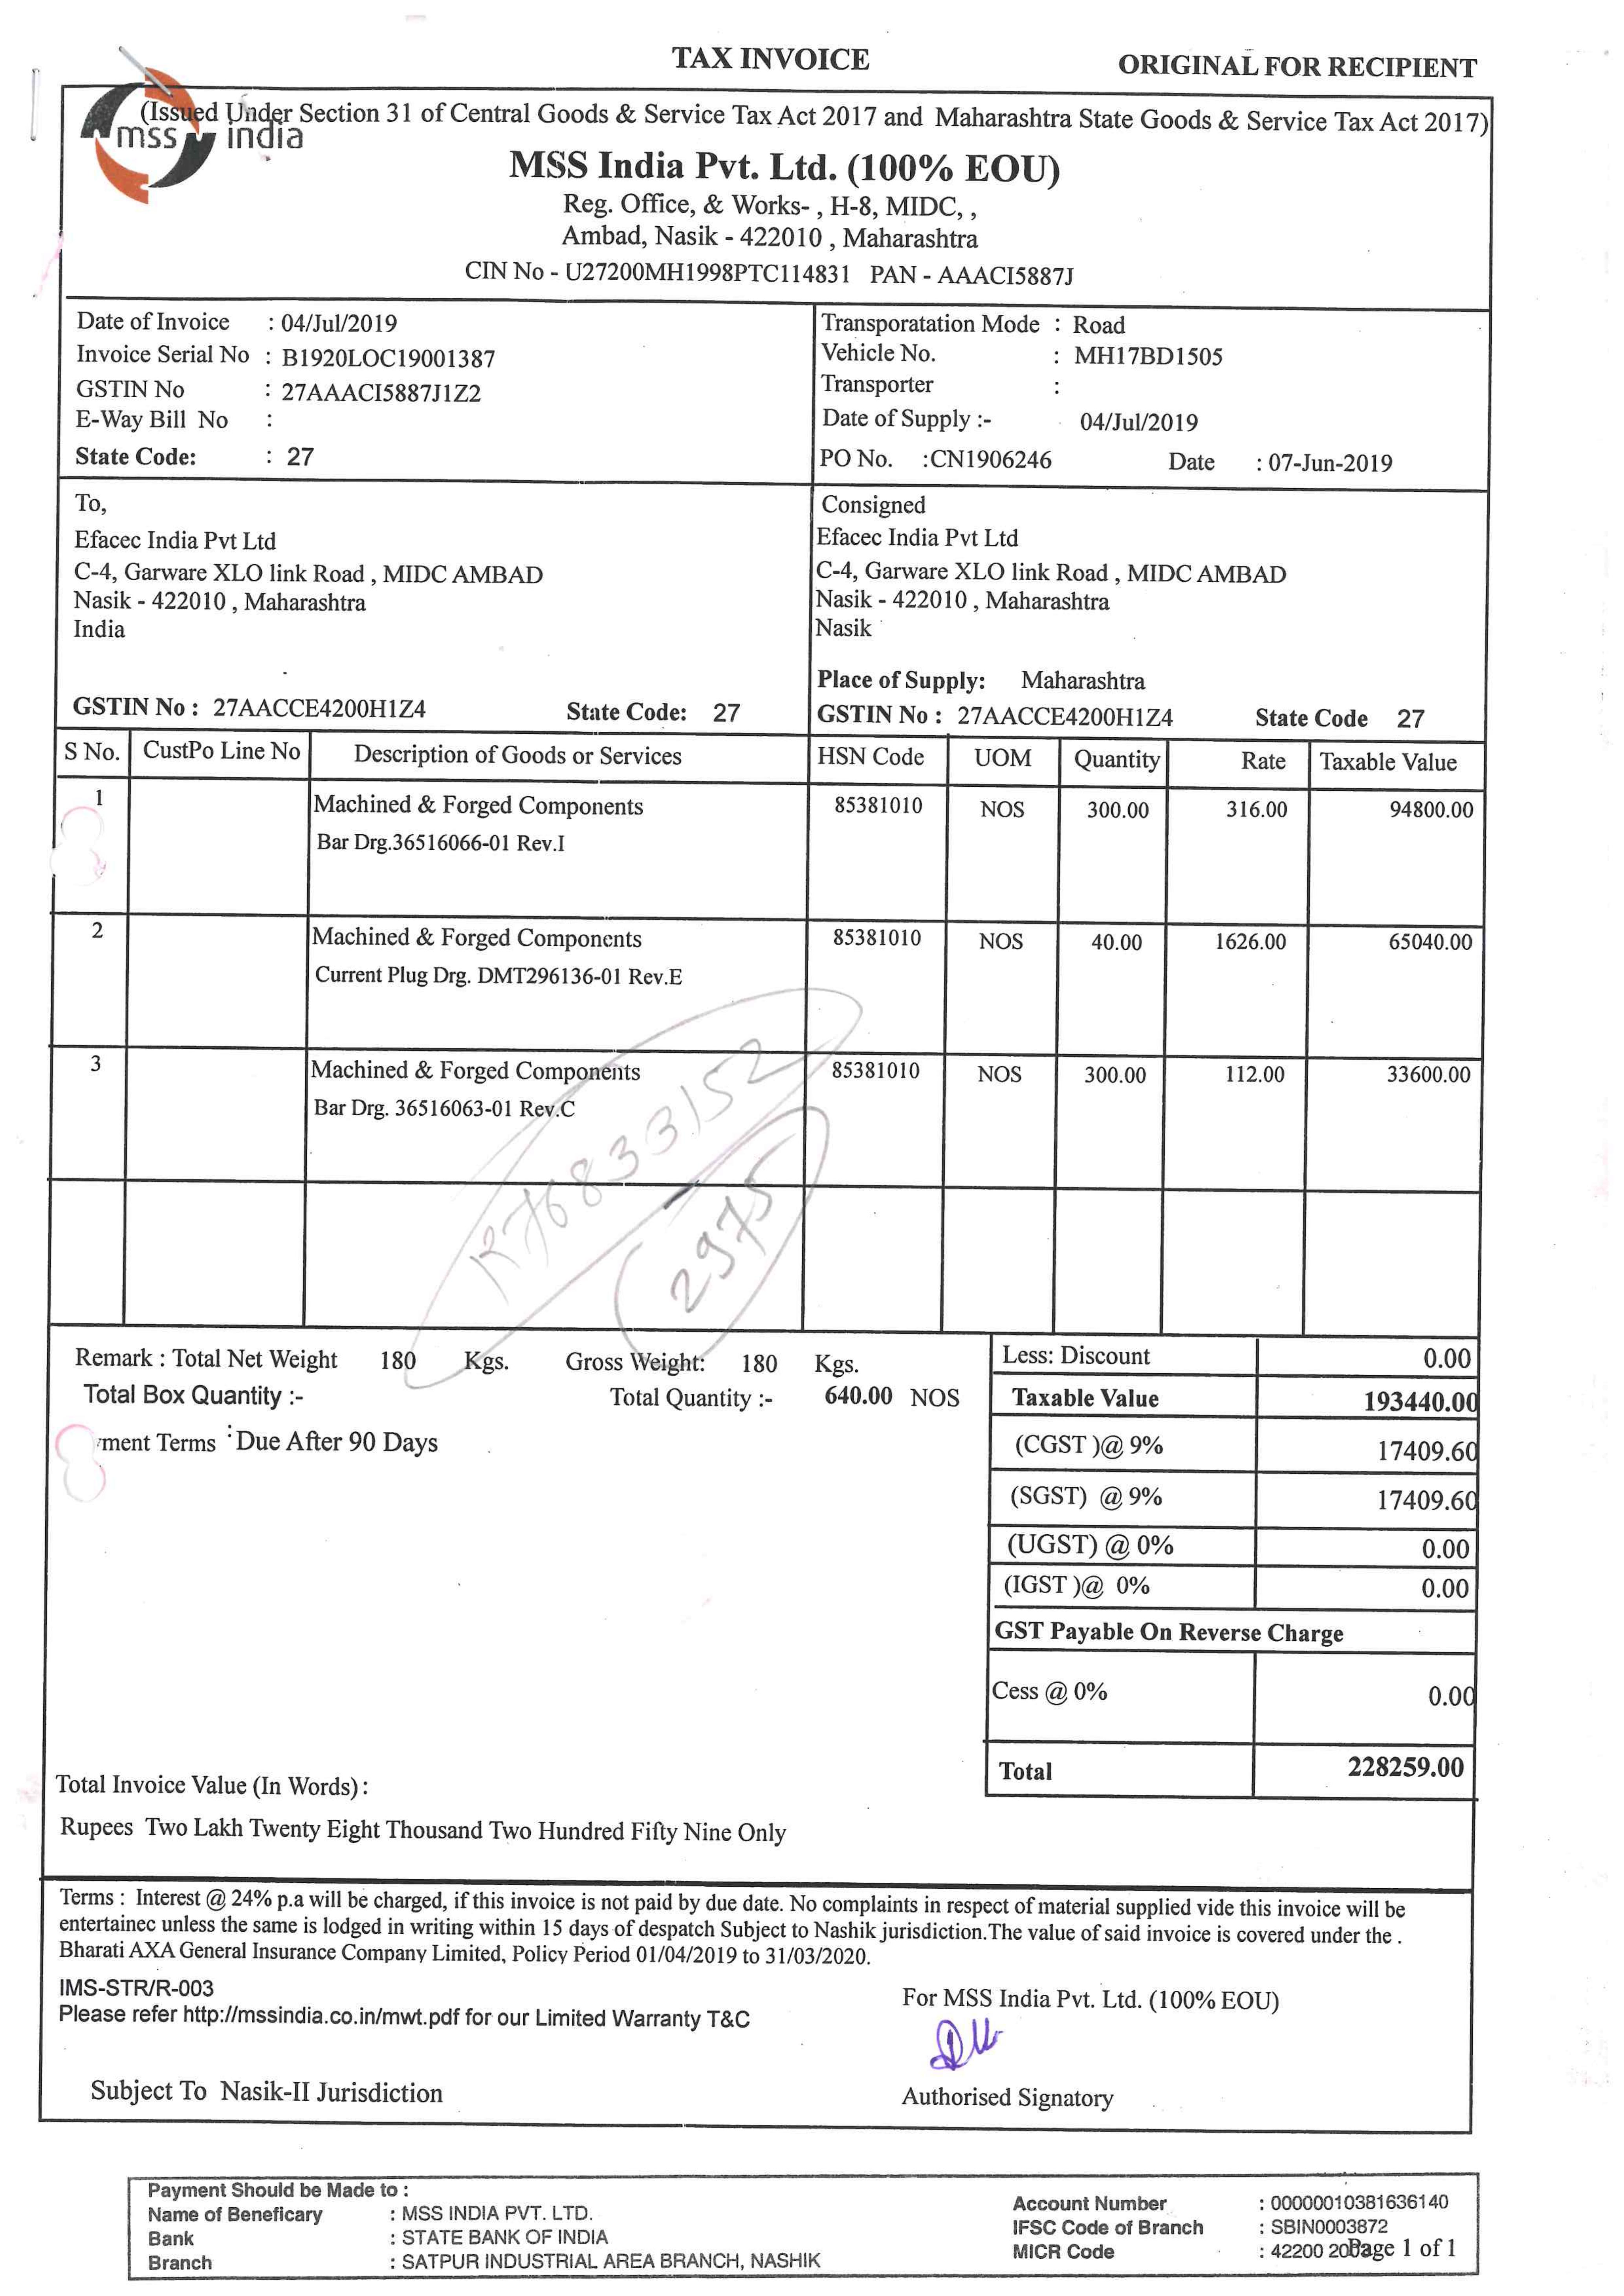 TAX INVOICE
ORIGINAL FOR RECIPIENT
(Issued Under Section 31 of Central Goods & Service Tax Act 2017 and Maharashtra State Goods & Service Tax Act 2017)
mss india
MSS India Pvt. Ltd. (100% EOU)
Reg. Office, & Works- , H-8, MIDC, ,
Ambad, Nasik - 422010 , Maharashtra
CIN No - U27200MH1998PTC114831 PAN - AAACI5887J
Date of Invoice : 04/Jul/2019
Invoice Serial No : B1920LOC19001387
GSTIN No : 27AAACI5887J1Z2
E-Way Bill No :
State Code: : 27
Transporatation Mode : Road
Vehicle No. : MH17BD1505
Transporter :
Date of Supply :- 04/Jul/2019
PO No. :CN1906246 Date : 07-Jun-2019
To,
Efacec India Pvt Ltd
C-4, Garware XLO link Road , MIDC AMBAD
Nasik - 422010 , Maharashtra
India
GSTIN No : 27AACCE4200H1Z4 State Code: 27
Consigned
Efacec India Pvt Ltd
C-4, Garware XLO link Road , MIDC AMBAD
Nasik - 422010 , Maharashtra
Nasik
Place of Supply: Maharashtra
GSTIN No : 27AACCE4200H1Z4 State Code 27
S No. CustPo Line No Description of Goods or Services HSN Code UOM Quantity Rate Taxable Value
1 Machined & Forged Components 85381010 NOS 300.00 316.00 94800.00
Bar Drg.36516066-01 Rev.I
2 Machined & Forged Components 85381010 NOS 40.00 1626.00 65040.00
Current Plug Drg. DMT296136-01 Rev.E
3 Machined & Forged Components 85381010 NOS 300.00 112.00 33600.00
Bar Drg. 36516063-01 Rev.C
R76833152
2975
Remark : Total Net Weight 180 Kgs. Gross Weight: 180 Kgs.
Total Box Quantity :- Total Quantity :- 640.00 NOS
ment Terms : Due After 90 Days
Less: Discount 0.00
Taxable Value 193440.00
(CGST )@ 9% 17409.60
(SGST) @ 9% 17409.60
(UGST) @ 0% 0.00
(IGST )@ 0% 0.00
GST Payable On Reverse Charge
Cess @ 0% 0.00
Total 228259.00
Total Invoice Value (In Words) :
Rupees Two Lakh Twenty Eight Thousand Two Hundred Fifty Nine Only
Terms : Interest @ 24% p.a will be charged, if this invoice is not paid by due date. No complaints in respect of material supplied vide this invoice will be
entertainec unless the same is lodged in writing within 15 days of despatch Subject to Nashik jurisdiction.The value of said invoice is covered under the .
Bharati AXA General Insurance Company Limited, Policy Period 01/04/2019 to 31/03/2020.
IMS-STR/R-003
Please refer http://mssindia.co.in/mwt.pdf for our Limited Warranty T&C
For MSS India Pvt. Ltd. (100% EOU)
Subject To Nasik-II Jurisdiction
Authorised Signatory
Payment Should be Made to :
Name of Beneficary : MSS INDIA PVT. LTD.
Bank : STATE BANK OF INDIA
Branch : SATPUR INDUSTRIAL AREA BRANCH, NASHIK
Account Number : 00000010381636140
IFSC Code of Branch : SBIN0003872
MICR Code : 42200 2003
Page 1 of 1